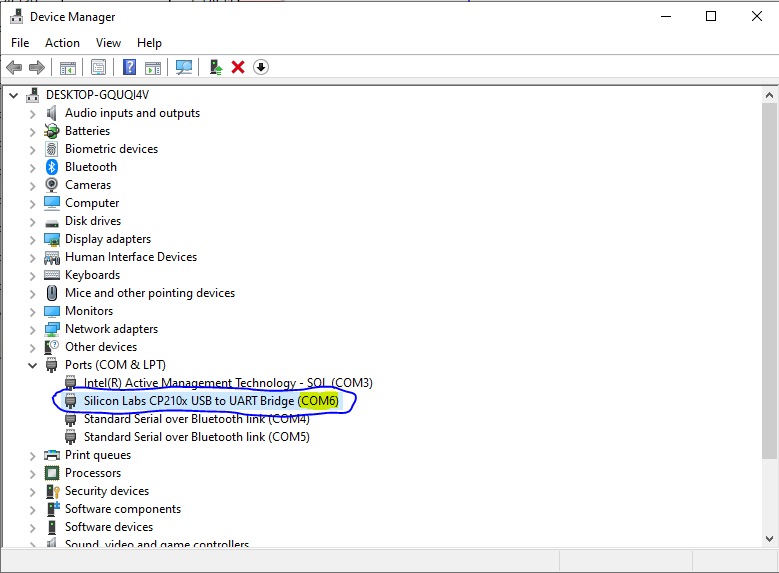 Device Manager
File Action View Help
DESKTOP-GQUQI4V
Audio inputs and outputs
Batteries
Biometric devices
Bluetooth
Cameras
Computer
Disk drives
Display adapters
Human Interface Devices
Keyboards
Mice and other pointing devices
Monitors
Network adapters
Other devices
Ports (COM & LPT)
Intel(R) Active Management Technology - SOL (COM3)
Silicon Labs CP210x USB to UART Bridge (COM6)
Standard Serial over Bluetooth link (COM4)
Standard Serial over Bluetooth link (COM5)
Print queues
Processors
Security devices
Software components
Software devices
Sound, video and game controllers